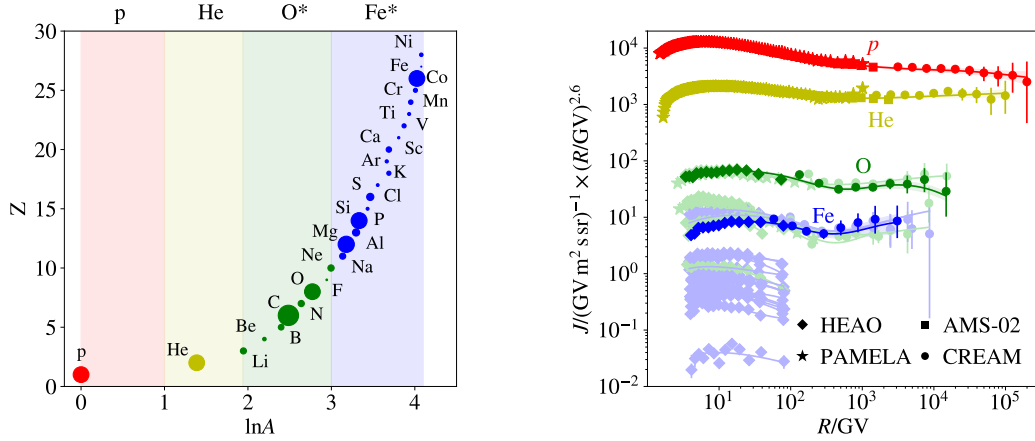 p He O* Fe*
30
25
20
15
10
5
0
Z
0 1 2 3 4
lnA
p
He
Li
Be
B
C
N
O
F
Ne
Na
Mg
Al
Si
P
S
Cl
Ar
K
Ca
Sc
Ti
V
Cr
Mn
Fe
Co
Ni
J/(GV m² s sr)⁻¹ × (R/GV)²·⁶
10⁴
10³
10²
10¹
10⁰
10⁻¹
10⁻²
p
He
O
Fe
HEAO AMS-02
PAMELA CREAM
10¹ 10² 10³ 10⁴ 10⁵
R/GV